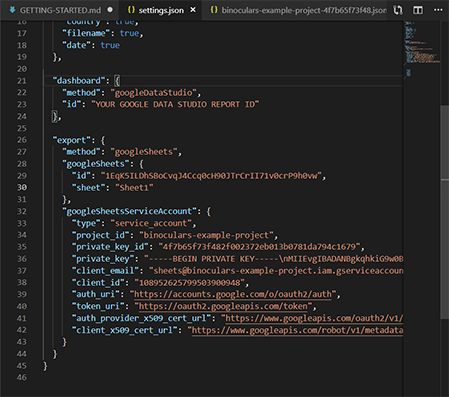 GETTING-STARTED.md settings.json binoculars-example-project-4f7b65f73f48.json
16 "country": true,
17 "filename": true,
18 "date": true
19 },
20
21 "dashboard": {
22 "method": "googleDataStudio",
23 "id": "YOUR GOOGLE DATA STUDIO REPORT ID"
24 },
25
26 "export": {
27 "method": "googleSheets",
28 "googleSheets": {
29 "id": "1EqK5ILDhSBoCvqJ4Ccq0cH90JTrCrII71v0crP9h0vw",
30 "sheet": "Sheet1"
31 },
32 "googleSheetsServiceAccount": {
33 "type": "service_account",
34 "project_id": "binoculars-example-project",
35 "private_key_id": "4f7b65f73f482f002372eb013b0781da794c1679",
36 "private_key": "-----BEGIN PRIVATE KEY-----\nMIIEvgIBADANBgkqhkiG9w0B
37 "client_email": "sheets@binoculars-example-project.iam.gserviceaccoun
38 "client_id": "108952625799503900948",
39 "auth_uri": "https://accounts.google.com/o/oauth2/auth",
40 "token_uri": "https://oauth2.googleapis.com/token",
41 "auth_provider_x509_cert_url": "https://www.googleapis.com/oauth2/v1/
42 "client_x509_cert_url": "https://www.googleapis.com/robot/v1/metadata
43 }
44 }
45 }
46